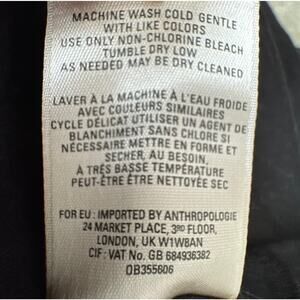 MACHINE WASH COLD GENTLE
WITH LIKE COLORS
USE ONLY NON-CHLORINE BLEACH
TUMBLE DRY LOW
AS NEEDED MAY BE DRY CLEANED
LAVER À LA MACHINE À L'EAU FROIDE
AVEC COULEURS SIMILAIRES
CYCLE DÉLICAT UTILISER UN AGENT DE
BLANCHIMENT SANS CHLORE SI
NÉCESSAIRE METTRE EN FORME ET
SECHER, AU BESOIN,
À TRÈS BASSE TEMPÉRATURE
PEUT-ÊTRE ÊTRE NETTOYÉE SEC
FOR EU: IMPORTED BY ANTHROPOLOGIE
24 MARKET PLACE, 3RD FLOOR,
LONDON, UK W1W8AN
CIF: VAT No. GB 684936382
OB355606